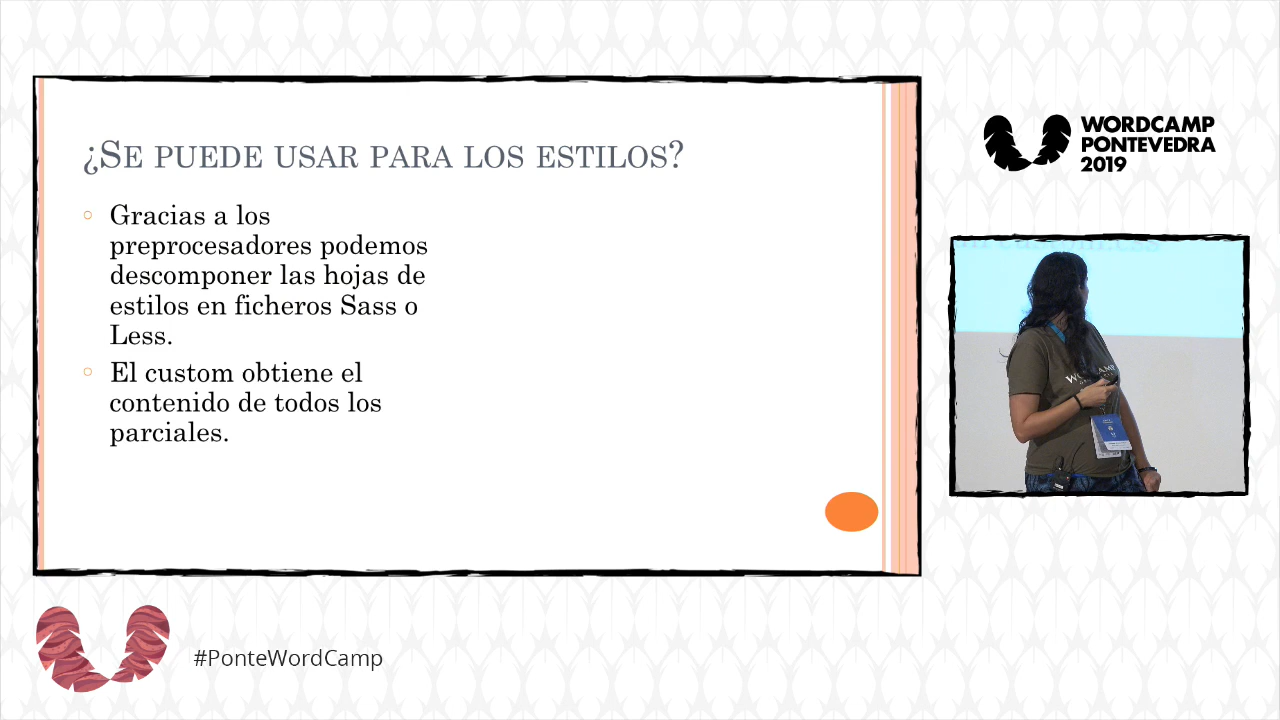 ¿SE PUEDE USAR PARA LOS ESTILOS?
Gracias a los
preprocesadores podemos
descomponer las hojas de
estilos en ficheros Sass o
Less.
El custom obtiene el
contenido de todos los
parciales.
WORDCAMP
PONTEVEDRA
2019
#PonteWordCamp